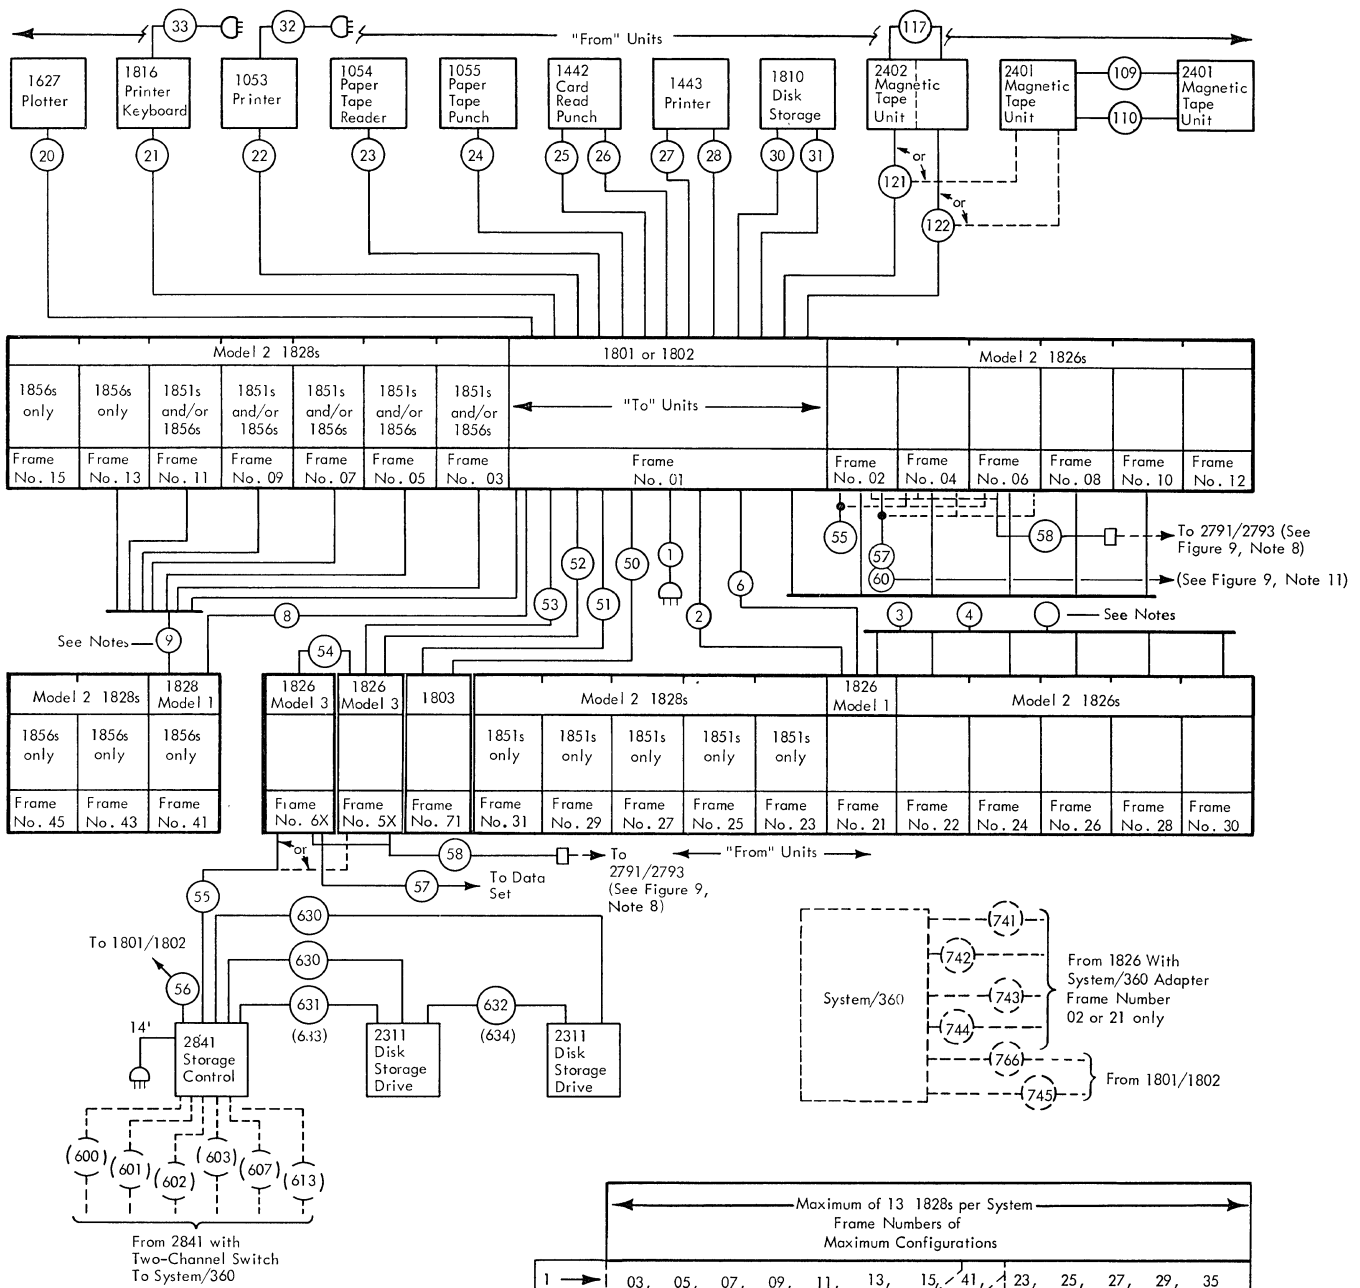 33
32
117
"From" Units
1627
Plotter
1816
Printer
Keyboard
1053
Printer
1054
Paper
Tape
Reader
1055
Paper
Tape
Punch
1442
Card
Read
Punch
1443
Printer
1810
Disk
Storage
2402
Magnetic
Tape
Unit
2401
Magnetic
Tape
Unit
109
110
2401
Magnetic
Tape
Unit
20
21
22
23
24
25
26
27
28
30
31
or
121
or
122
Model 2 1828s
1801 or 1802
Model 2 1826s
1856s
only
1856s
only
1851s
and/or
1856s
1851s
and/or
1856s
1851s
and/or
1856s
1851s
and/or
1856s
1851s
and/or
1856s
"To" Units
Frame
No. 15
Frame
No. 13
Frame
No. 11
Frame
No. 09
Frame
No. 07
Frame
No. 05
Frame
No. 03
Frame
No. 01
Frame
No. 02
Frame
No. 04
Frame
No. 06
Frame
No. 08
Frame
No. 10
Frame
No. 12
55
57
60
58
To 2791/2793 (See
Figure 9, Note 8)
(See Figure 9, Note 11)
1
52
50
53
51
6
2
8
9
See Notes
3
4
See Notes
54
Model 2 1828s
1828
Model 1
1826
Model 3
1826
Model 3
1803
Model 2 1828s
1826
Model 1
Model 2 1826s
1856s
only
1856s
only
1856s
only
1851s
only
1851s
only
1851s
only
1851s
only
1851s
only
Frame
No. 45
Frame
No. 43
Frame
No. 41
Frame
No. 6X
Frame
No. 5X
Frame
No. 71
Frame
No. 31
Frame
No. 29
Frame
No. 27
Frame
No. 25
Frame
No. 23
Frame
No. 21
Frame
No. 22
Frame
No. 24
Frame
No. 26
Frame
No. 28
Frame
No. 30
or
58
To
2791/2793
(See Figure 9,
Note 8)
"From" Units
57
To Data
Set
55
630
To 1801/1802
630
56
631
(633)
632
(634)
14'
2841
Storage
Control
2311
Disk
Storage
Drive
2311
Disk
Storage
Drive
System/360
741
742
743
744
766
745
From 1826 With
System/360 Adapter
Frame Number
02 or 21 only
From 1801/1802
600
601
602
603
607
613
From 2841 with
Two-Channel Switch
To System/360
Maximum of 13 1828s per System
Frame Numbers of
Maximum Configurations
1 03, 05, 07, 09, 11, 13, 15, 41, 23, 25, 27, 29, 35